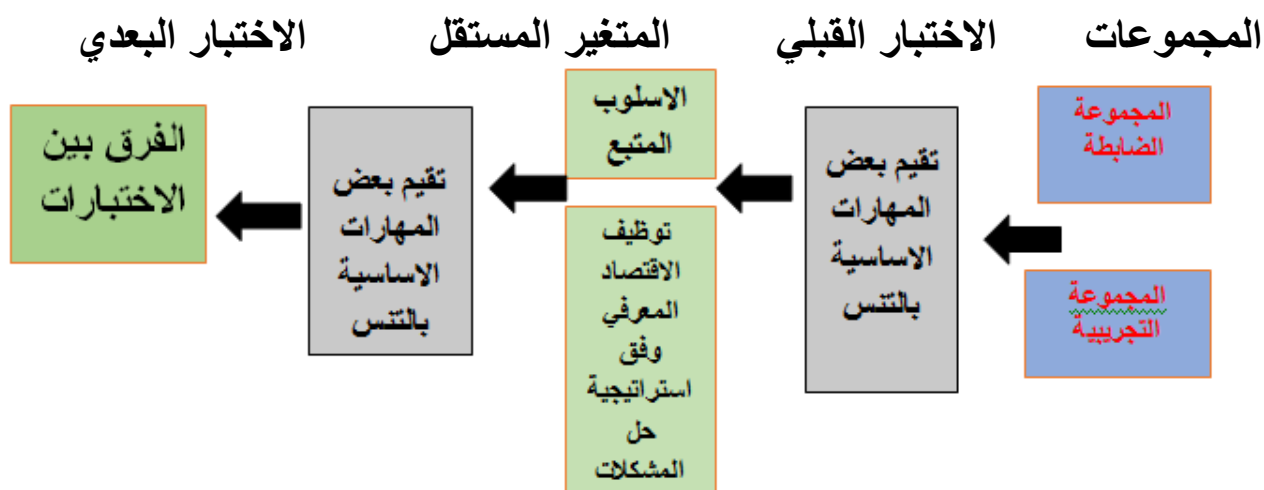 المجموعات الاختبار القبلي المتغير المستقل الاختبار البعدي
المجموعة
الضابطة
المجموعة
التجريبية
تقيم بعض
المهارات
الاساسية
بالتنس
الاسلوب
المتبع
توظيف
الاقتصاد
المعرفي
وفق
استراتيجية
حل
المشكلات
تقيم بعض
المهارات
الاساسية
بالتنس
الفرق بين
الاختبارات